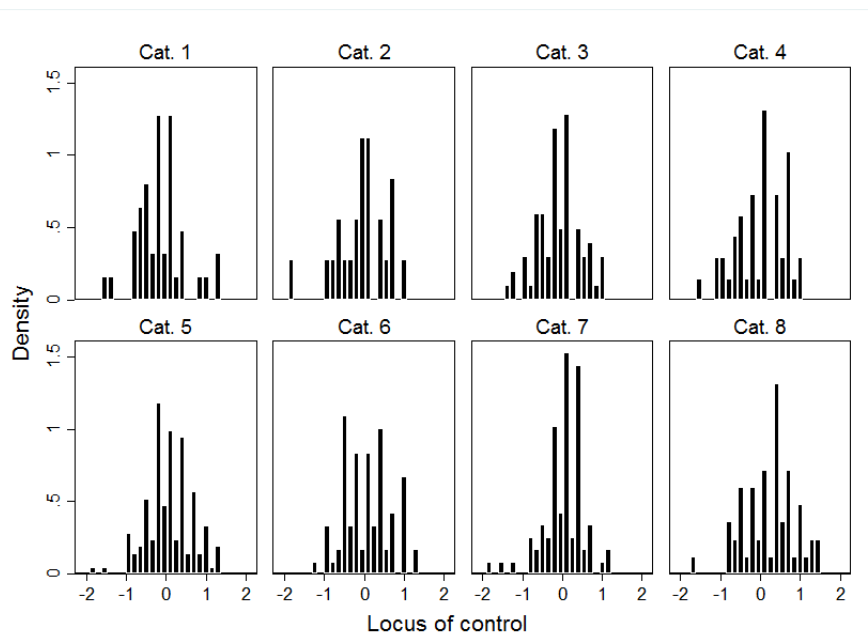 Cat. 1 Cat. 2 Cat. 3 Cat. 4
1.5
1
.5
0
Cat. 5 Cat. 6 Cat. 7 Cat. 8
1.5
1
.5
0
-2 -1 0 1 2 -2 -1 0 1 2 -2 -1 0 1 2 -2 -1 0 1 2
Density
Locus of control